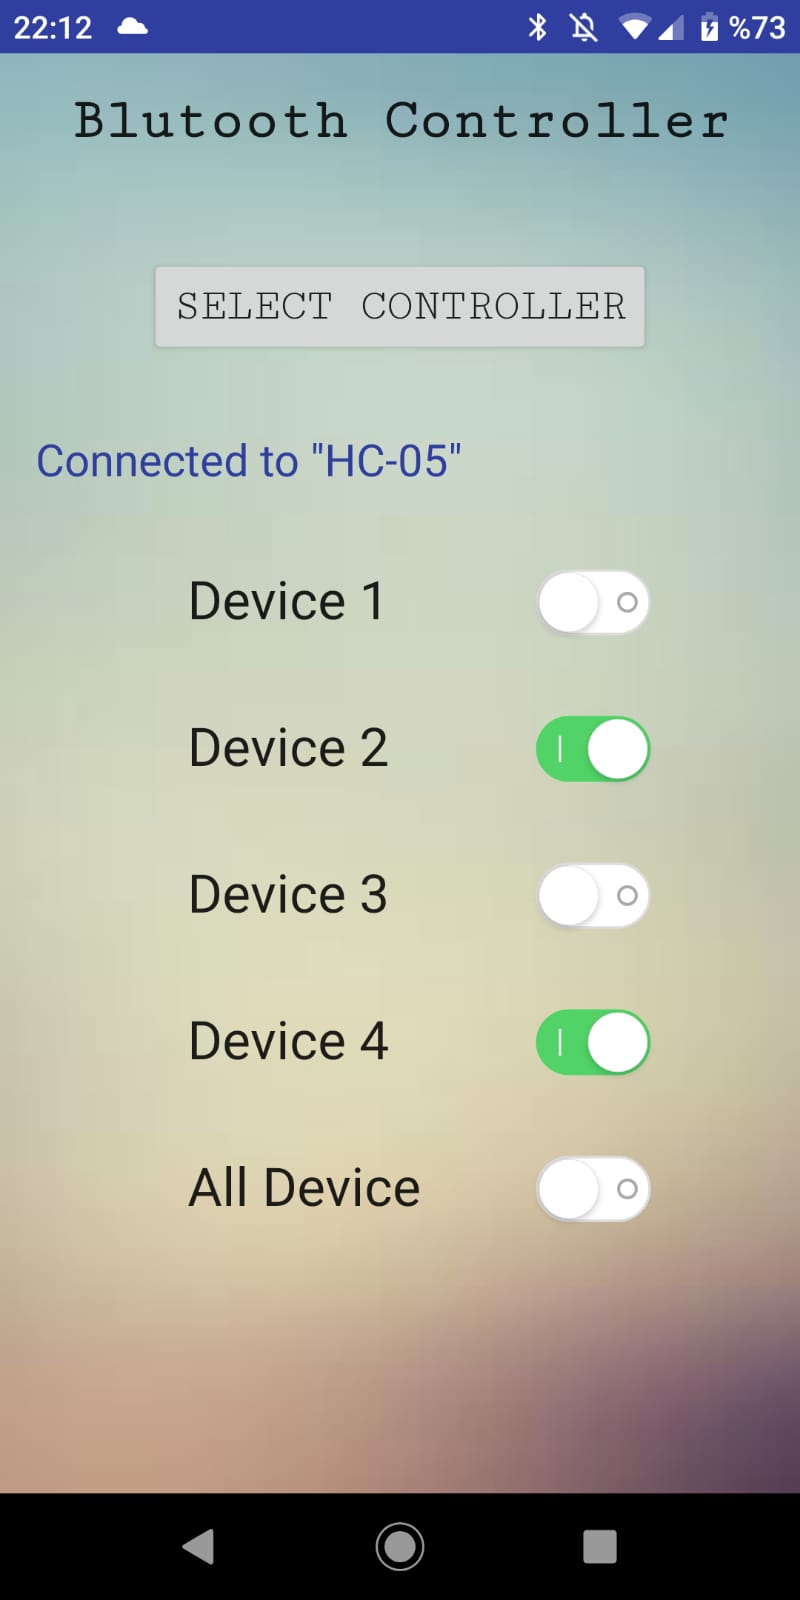 22:12 %73
Blutooth Controller
SELECT CONTROLLER
Connected to "HC-05"
Device 1
Device 2
Device 3
Device 4
All Device